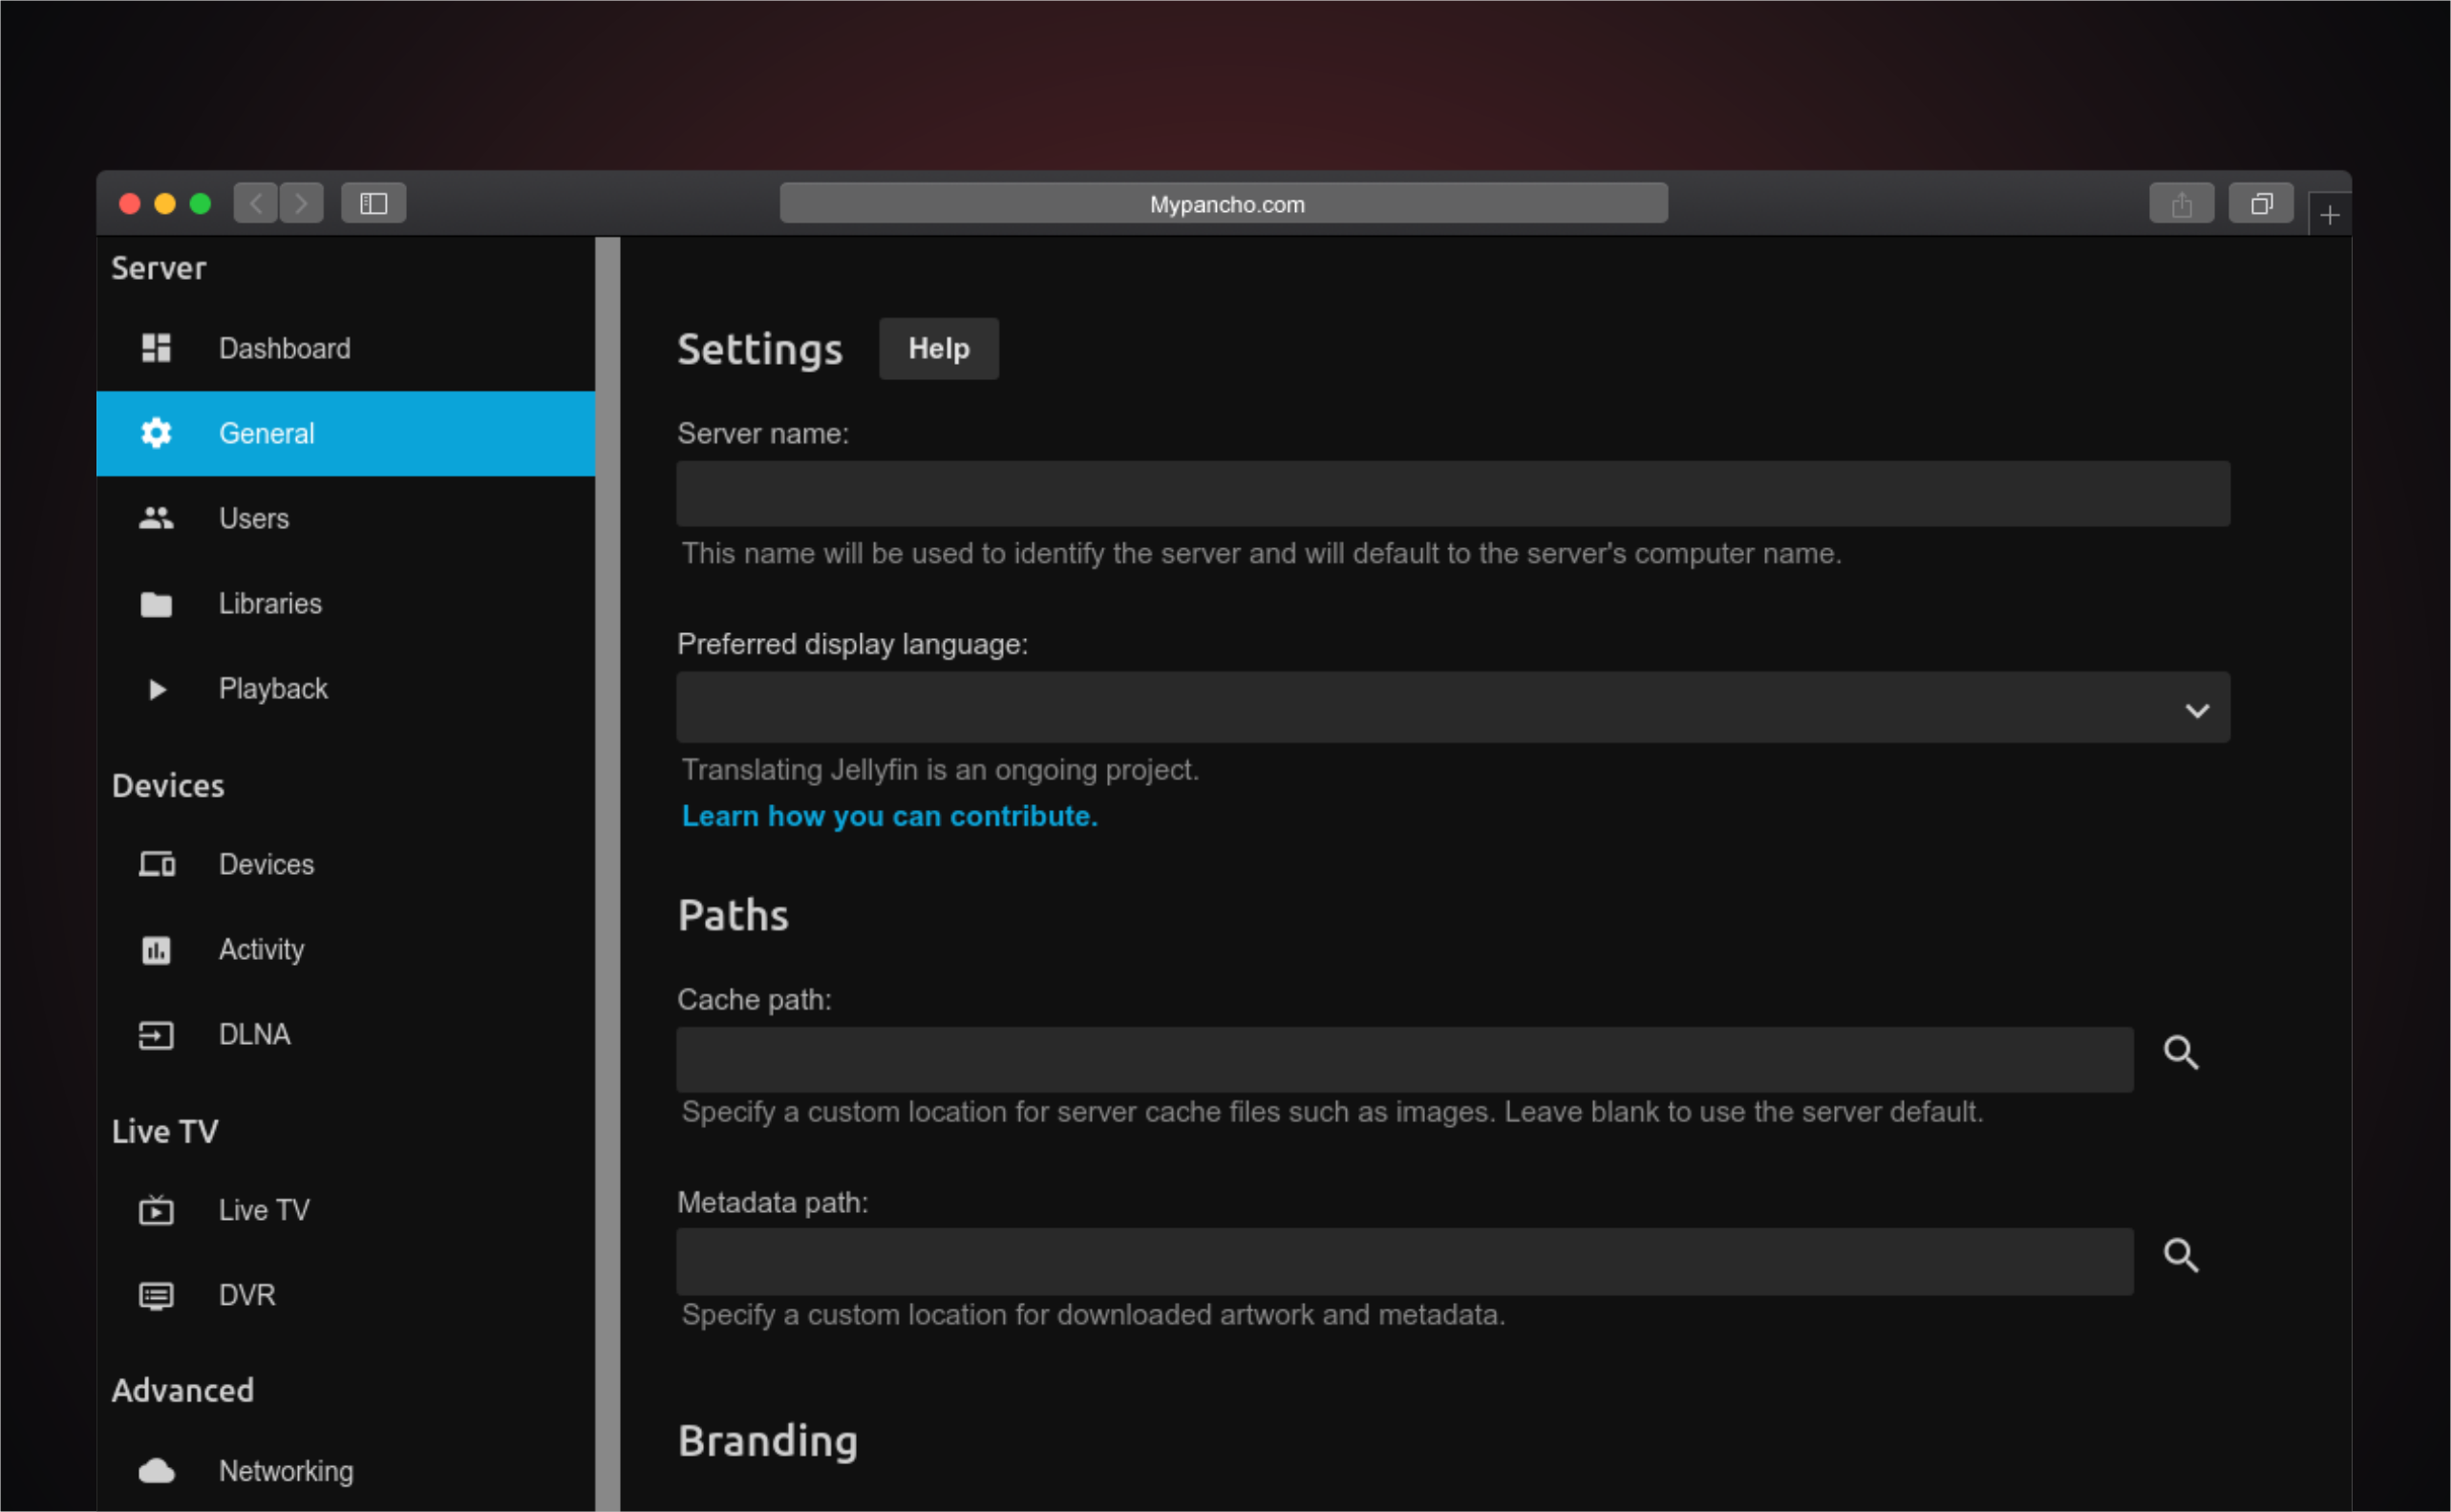 Mypancho.com
Server
Dashboard
General
Users
Libraries
Playback
Devices
Devices
Activity
DLNA
Live TV
Live TV
DVR
Advanced
Networking
Settings
Help
Server name:
This name will be used to identify the server and will default to the server's computer name.
Preferred display language:
Translating Jellyfin is an ongoing project.
Learn how you can contribute.
Paths
Cache path:
Specify a custom location for server cache files such as images. Leave blank to use the server default.
Metadata path:
Specify a custom location for downloaded artwork and metadata.
Branding